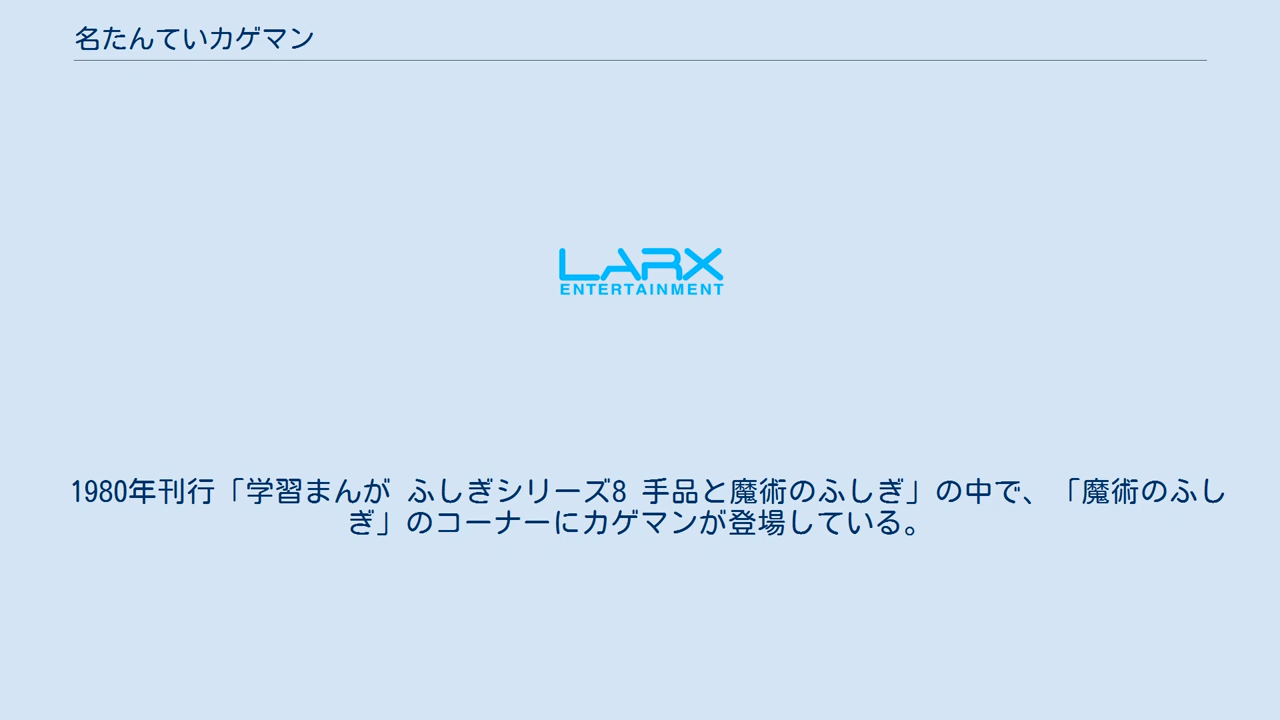 名たんていカゲマン
LARX
ENTERTAINMENT
1980年刊行「学習まんが ふしぎシリーズ8 手品と魔術のふしぎ」の中で、「魔術のふし
ぎ」のコーナーにカゲマンが登場している。